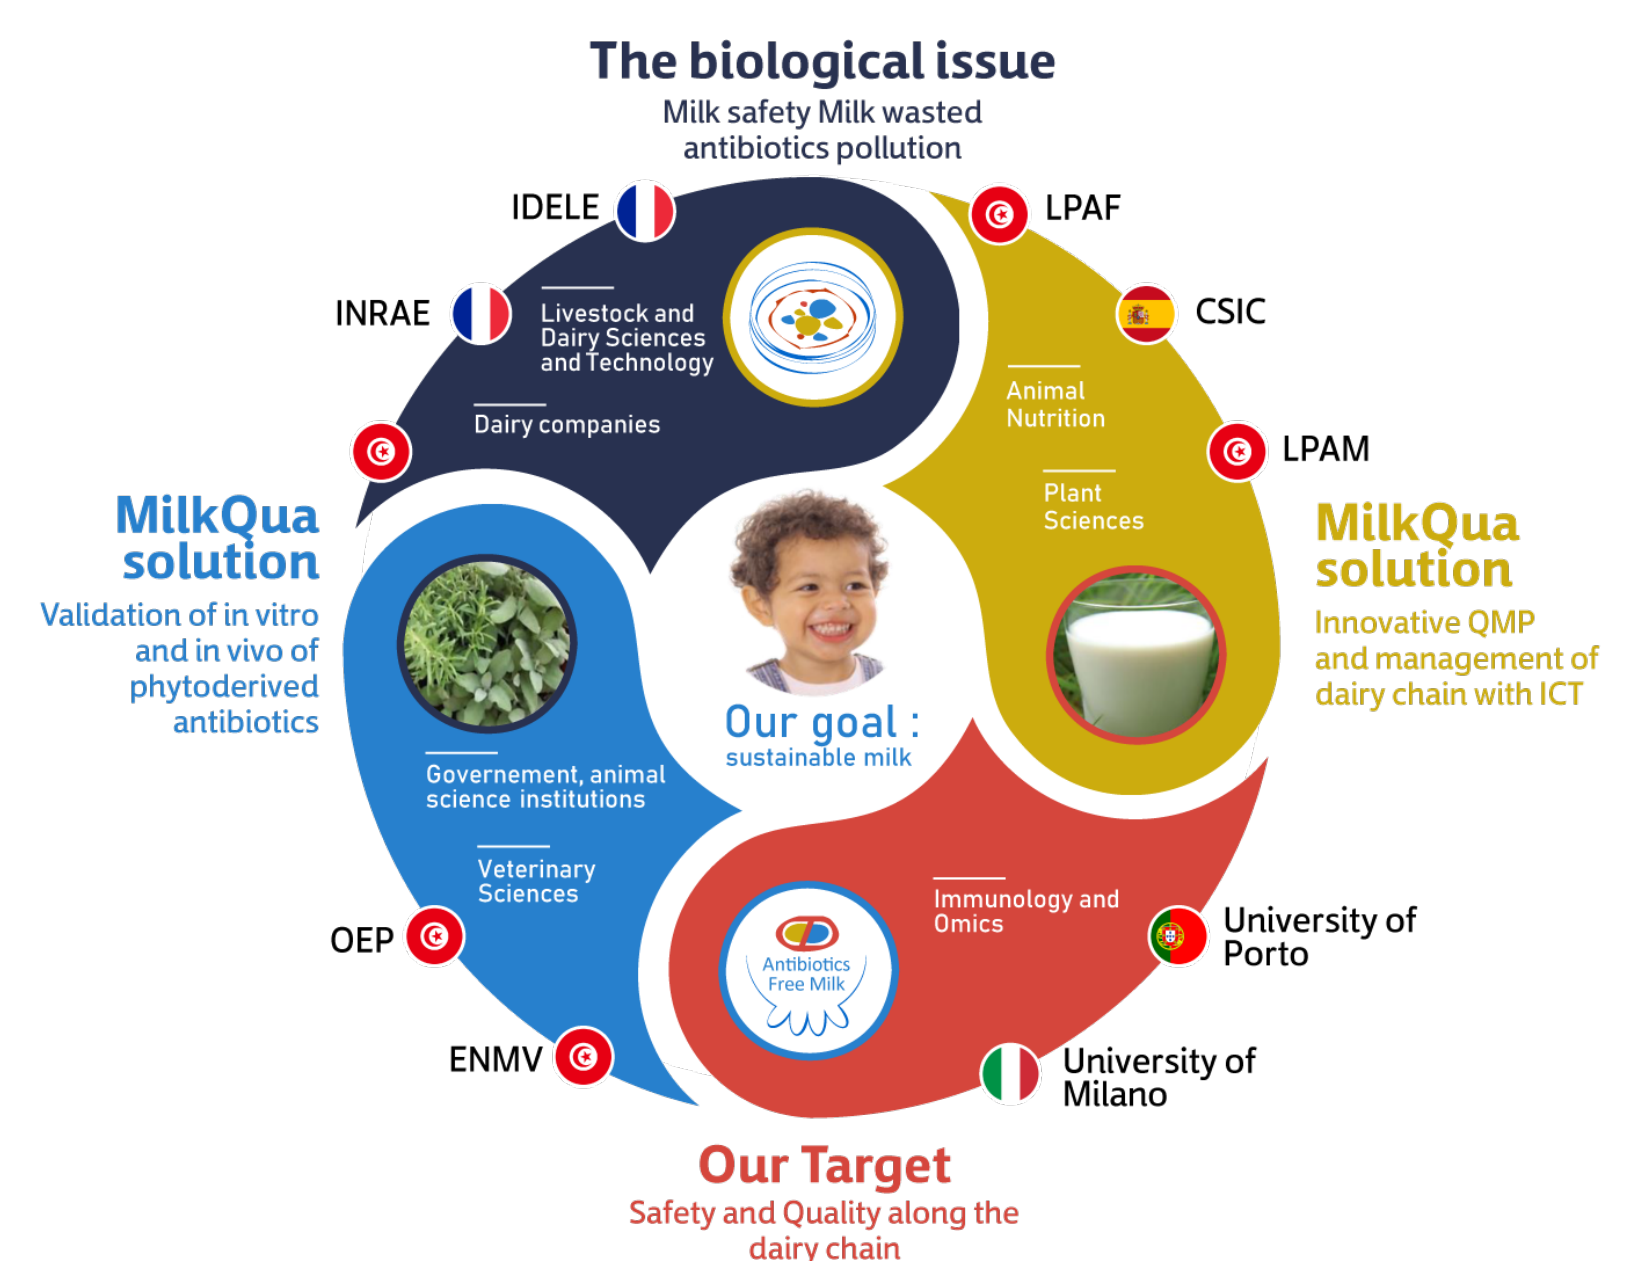 The biological issue
Milk safety Milk wasted
antibiotics pollution
IDELE
LPAF
INRAE
CSIC
Livestock and
Dairy Sciences
and Technology
Dairy companies
Animal
Nutrition
LPAM
Plant
Sciences
MilkQua
solution
Validation of in vitro
and in vivo of
phytoderived
antibiotics
MilkQua
solution
Innovative QMP
and management of
dairy chain with ICT
Our goal :
sustainable milk
Governement, animal
science institutions
Veterinary
Sciences
Immunology and
Omics
OEP
University of
Porto
Antibiotics
Free Milk
ENMV
University of
Milano
Our Target
Safety and Quality along the
dairy chain